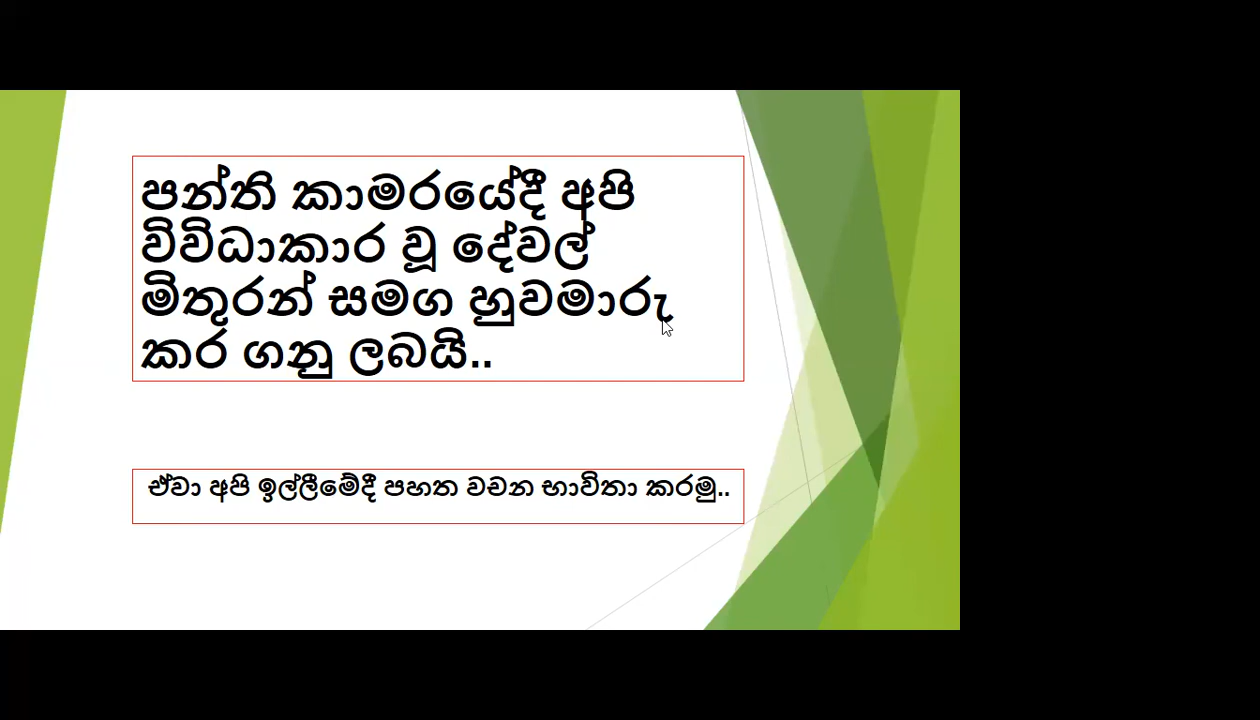 පන්ති කාමරයේදී අපි
විවිධාකාර වූ දේවල්
මිතුරන් සමග හුවමාරු
කර ගනු ලබයි..
ඒවා අපි ඉල්ලීමේදී පහත වචන භාවිතා කරමු..